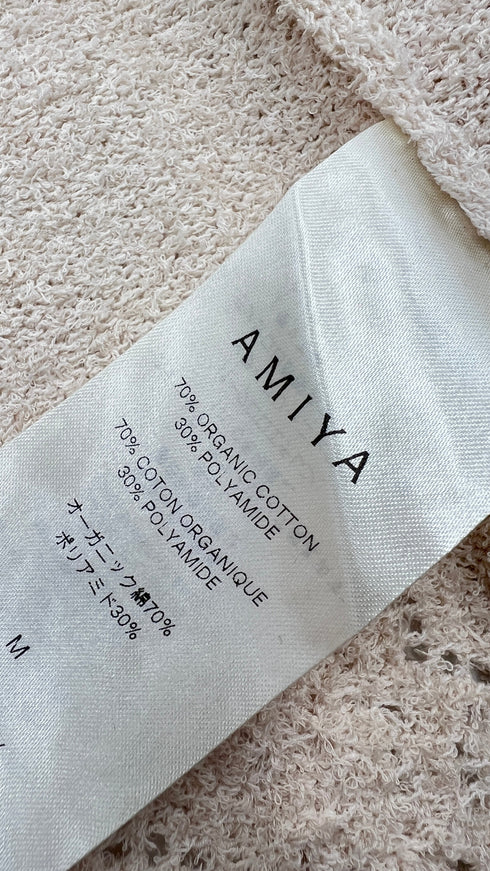 AMIYA
70% ORGANIC COTTON
30% POLYAMIDE
70% COTON ORGANIQUE
30% POLYAMIDE
オーガニック綿70%
ポリアミド30%
M